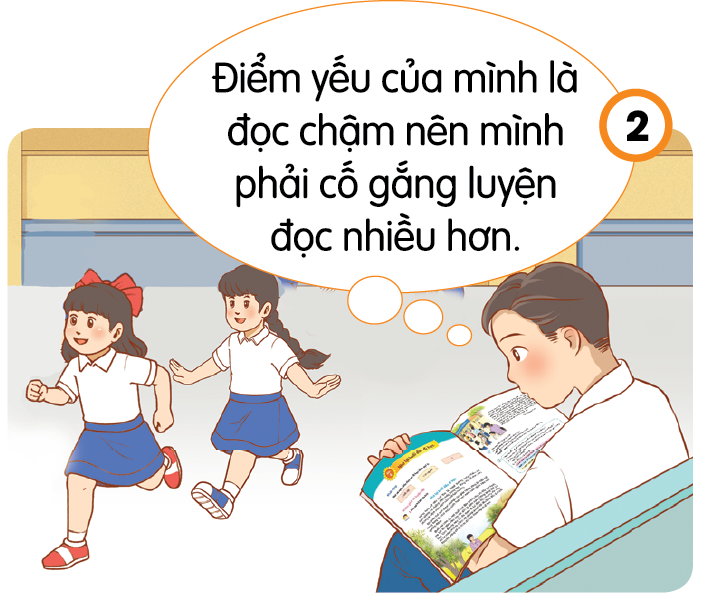 Điểm yếu của mình là
đọc chậm nên mình
phải cố gắng luyện
đọc nhiều hơn.
2